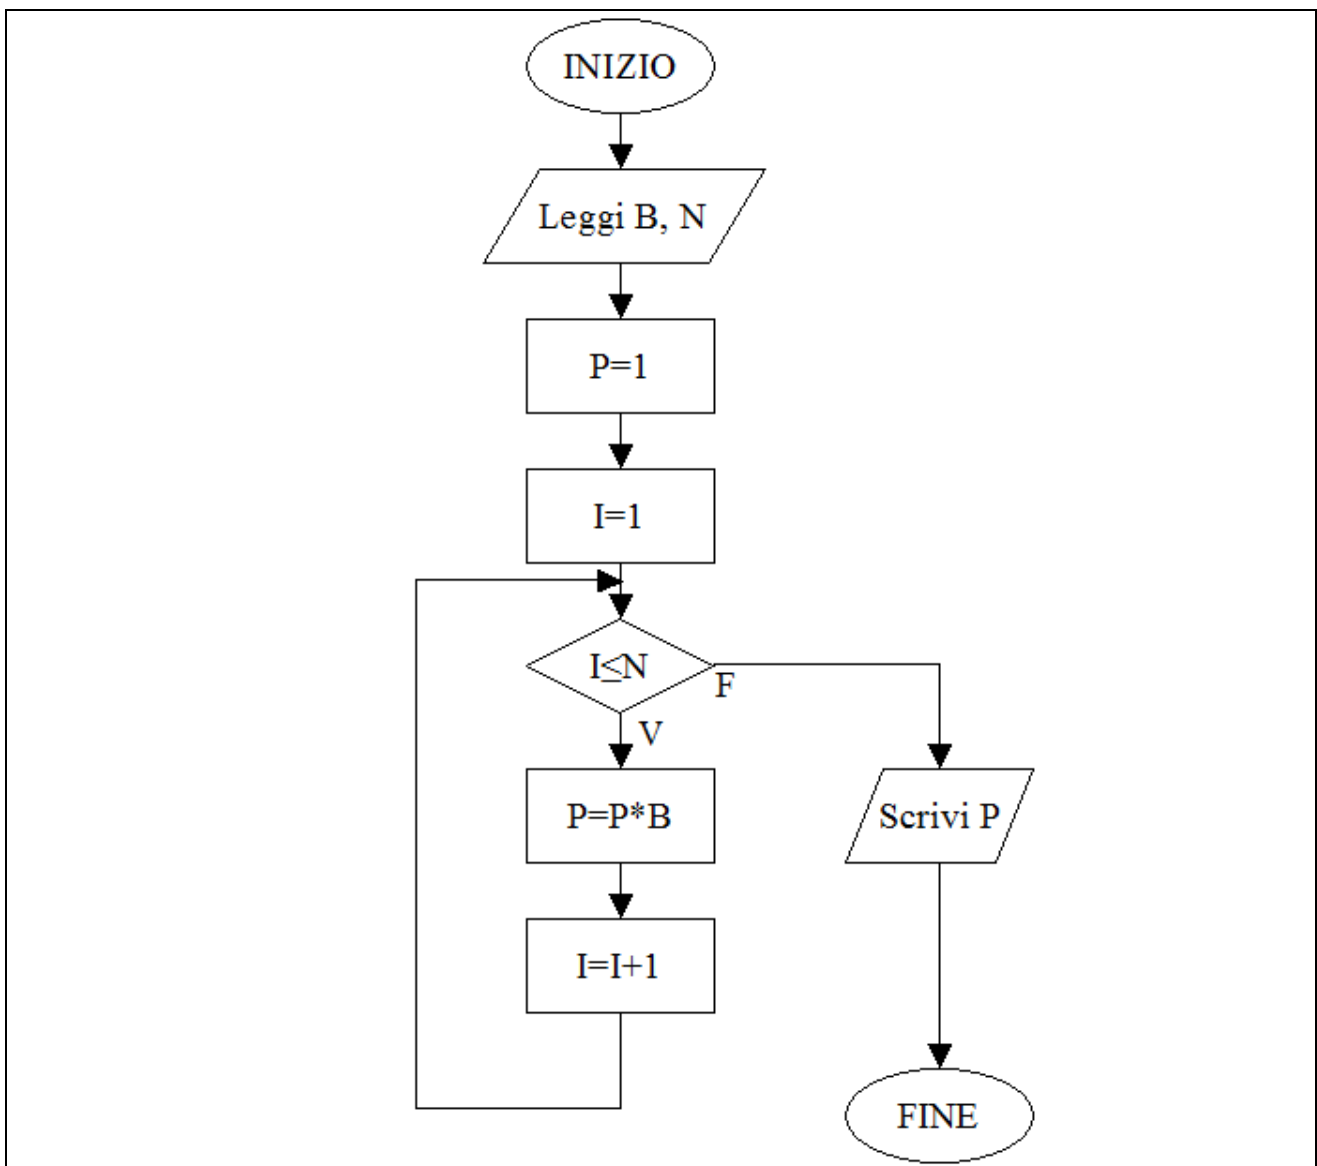 INIZIO
Leggi B, N
P=1
I=1
I≤N
F
V
P=P*B
Scrivi P
I=I+1
FINE